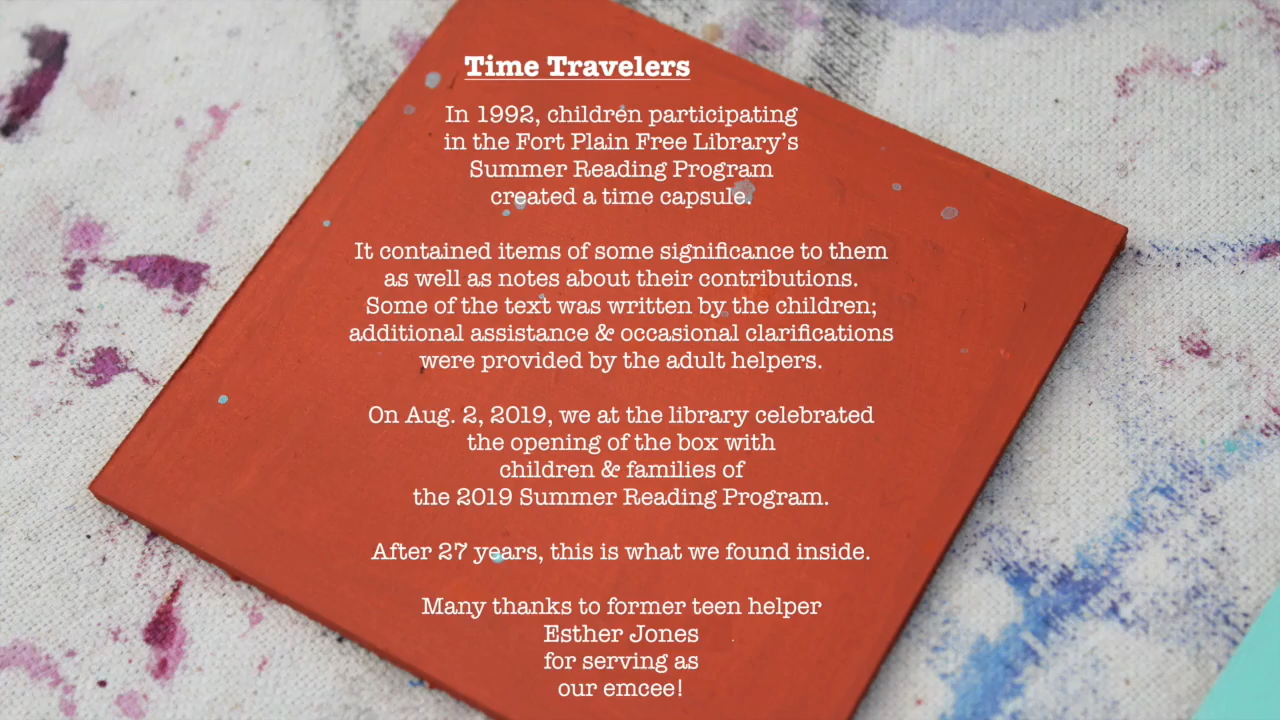 Time Travelers
In 1992, children participating
in the Fort Plain Free Library's
Summer Reading Program
created a time capsule.
It contained items of some significance to them
as well as notes about their contributions.
Some of the text was written by the children;
additional assistance & occasional clarifications
were provided by the adult helpers.
On Aug. 2, 2019, we at the library celebrated
the opening of the box with
children & families of
the 2019 Summer Reading Program.
After 27 years, this is what we found inside.
Many thanks to former teen helper
Esther Jones
for serving as
our emcee!